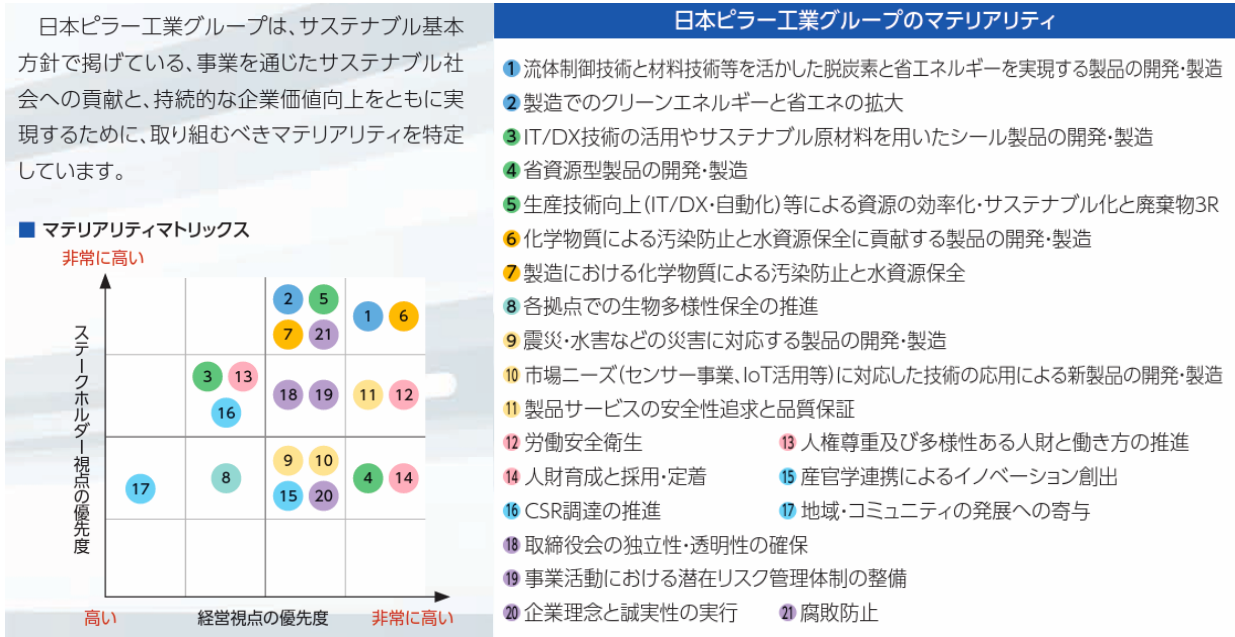 日本ピラー工業グループは、サステナブル基本
方針で掲げている、事業を通じたサステナブル社
会への貢献と、持続的な企業価値向上をともに実
現するために、取り組むべきマテリアリティを特定
しています。
■ マテリアリティマトリックス
非常に高い
ステークホルダー視点の優先度
2 5
1 6
7 21
3 13
18 19
11 12
16
9 10
17
8
4 14
15 20
高い
経営視点の優先度
非常に高い
日本ピラー工業グループのマテリアリティ
1 流体制御技術と材料技術等を活かした脱炭素と省エネルギーを実現する製品の開発・製造
2 製造でのクリーンエネルギーと省エネの拡大
3 IT/DX技術の活用やサステナブル原材料を用いたシール製品の開発・製造
4 省資源型製品の開発・製造
5 生産技術向上(IT/DX・自動化)等による資源の効率化・サステナブル化と廃棄物3R
6 化学物質による汚染防止と水資源保全に貢献する製品の開発・製造
7 製造における化学物質による汚染防止と水資源保全
8 各拠点での生物多様性保全の推進
9 震災・水害などの災害に対応する製品の開発・製造
10 市場ニーズ(センサー事業、IoT活用等)に対応した技術の応用による新製品の開発・製造
11 製品サービスの安全性追求と品質保証
12 労働安全衛生
13 人権尊重及び多様性ある人財と働き方の推進
14 人財育成と採用・定着
15 産官学連携によるイノベーション創出
16 CSR調達の推進
17 地域・コミュニティの発展への寄与
18 取締役会の独立性・透明性の確保
19 事業活動における潜在リスク管理体制の整備
20 企業理念と誠実性の実行
21 腐敗防止